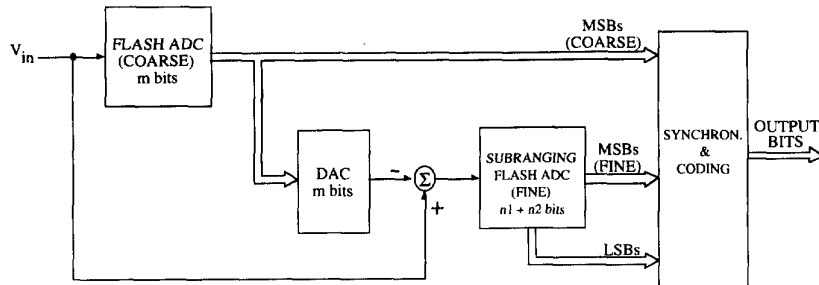 V_in
FLASH ADC
(COARSE)
m bits
MSBs
(COARSE)
DAC
m bits
−
Σ
+
SUBRANGING
FLASH ADC
(FINE)
n1 + n2 bits
MSBs
(FINE)
LSBs
SYNCHRON.
&
CODING
OUTPUT
BITS